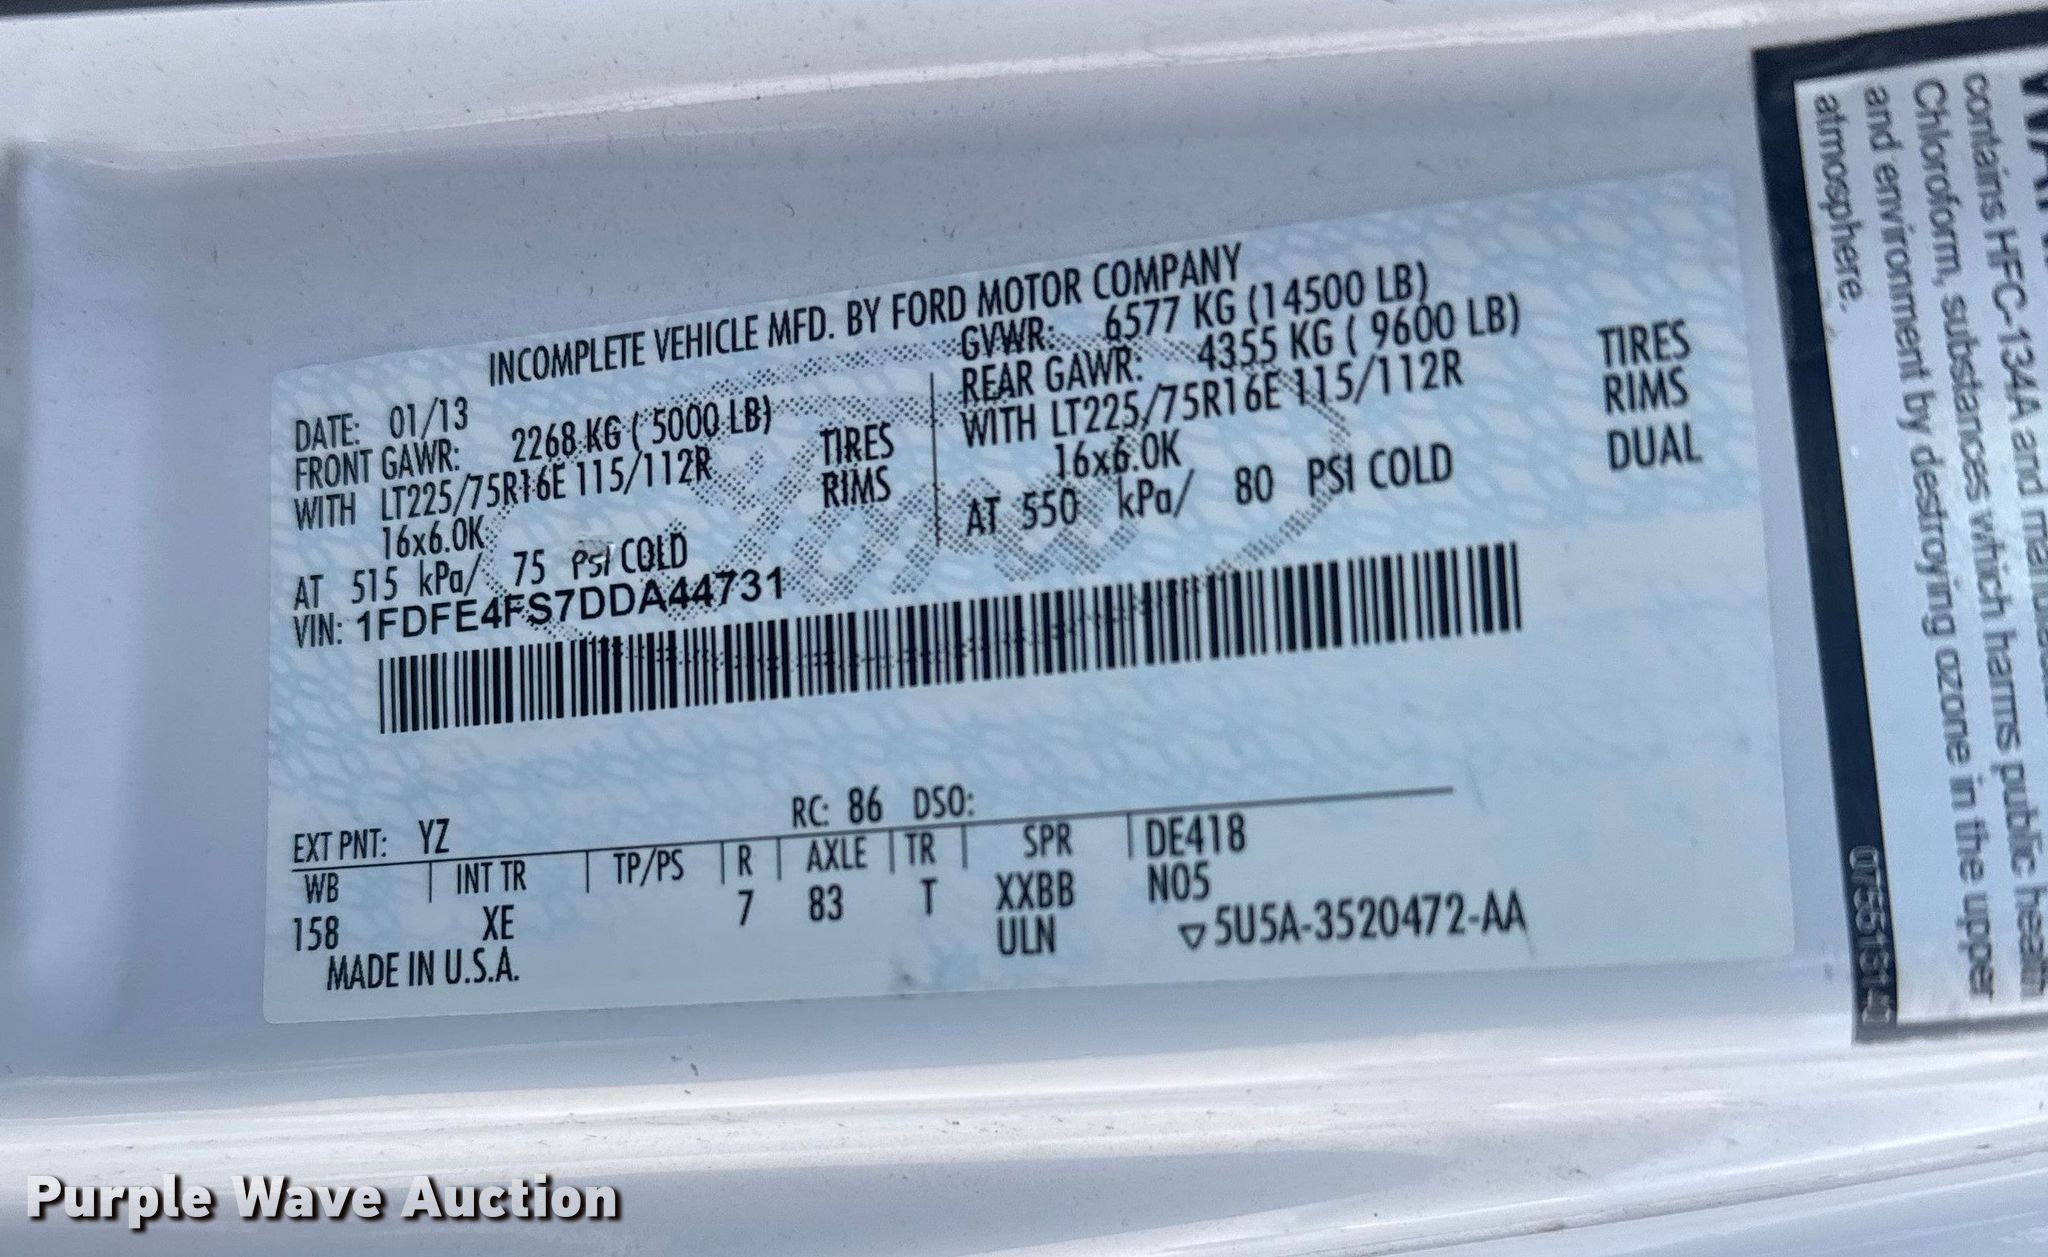 INCOMPLETE VEHICLE MFD. BY FORD MOTOR COMPANY
DATE: 01/13
GVWR: 6577 KG (14500 LB)
FRONT GAWR: 2268 KG ( 5000 LB)
REAR GAWR: 4355 KG ( 9600 LB)
WITH LT225/75R16E 115/112R TIRES
WITH LT225/75R16E 115/112R TIRES
16x6.0K RIMS
16x6.0K RIMS
AT 515 kPa/ 75 PSI COLD
AT 550 kPa/ 80 PSI COLD DUAL
VIN: 1FDFE4FS7DDA44731
EXT PNT: YZ RC: 86 DSO:
WB INT TR TP/PS R AXLE TR SPR DE418
158 XE 7 83 T XXBB N05
ULN ▽5U5A-3520472-AA
MADE IN U.S.A.
contains HFC-134A and
Chloroform, substances which harms public health
and environment by destroying ozone in the upper
atmosphere.
Purple Wave Auction